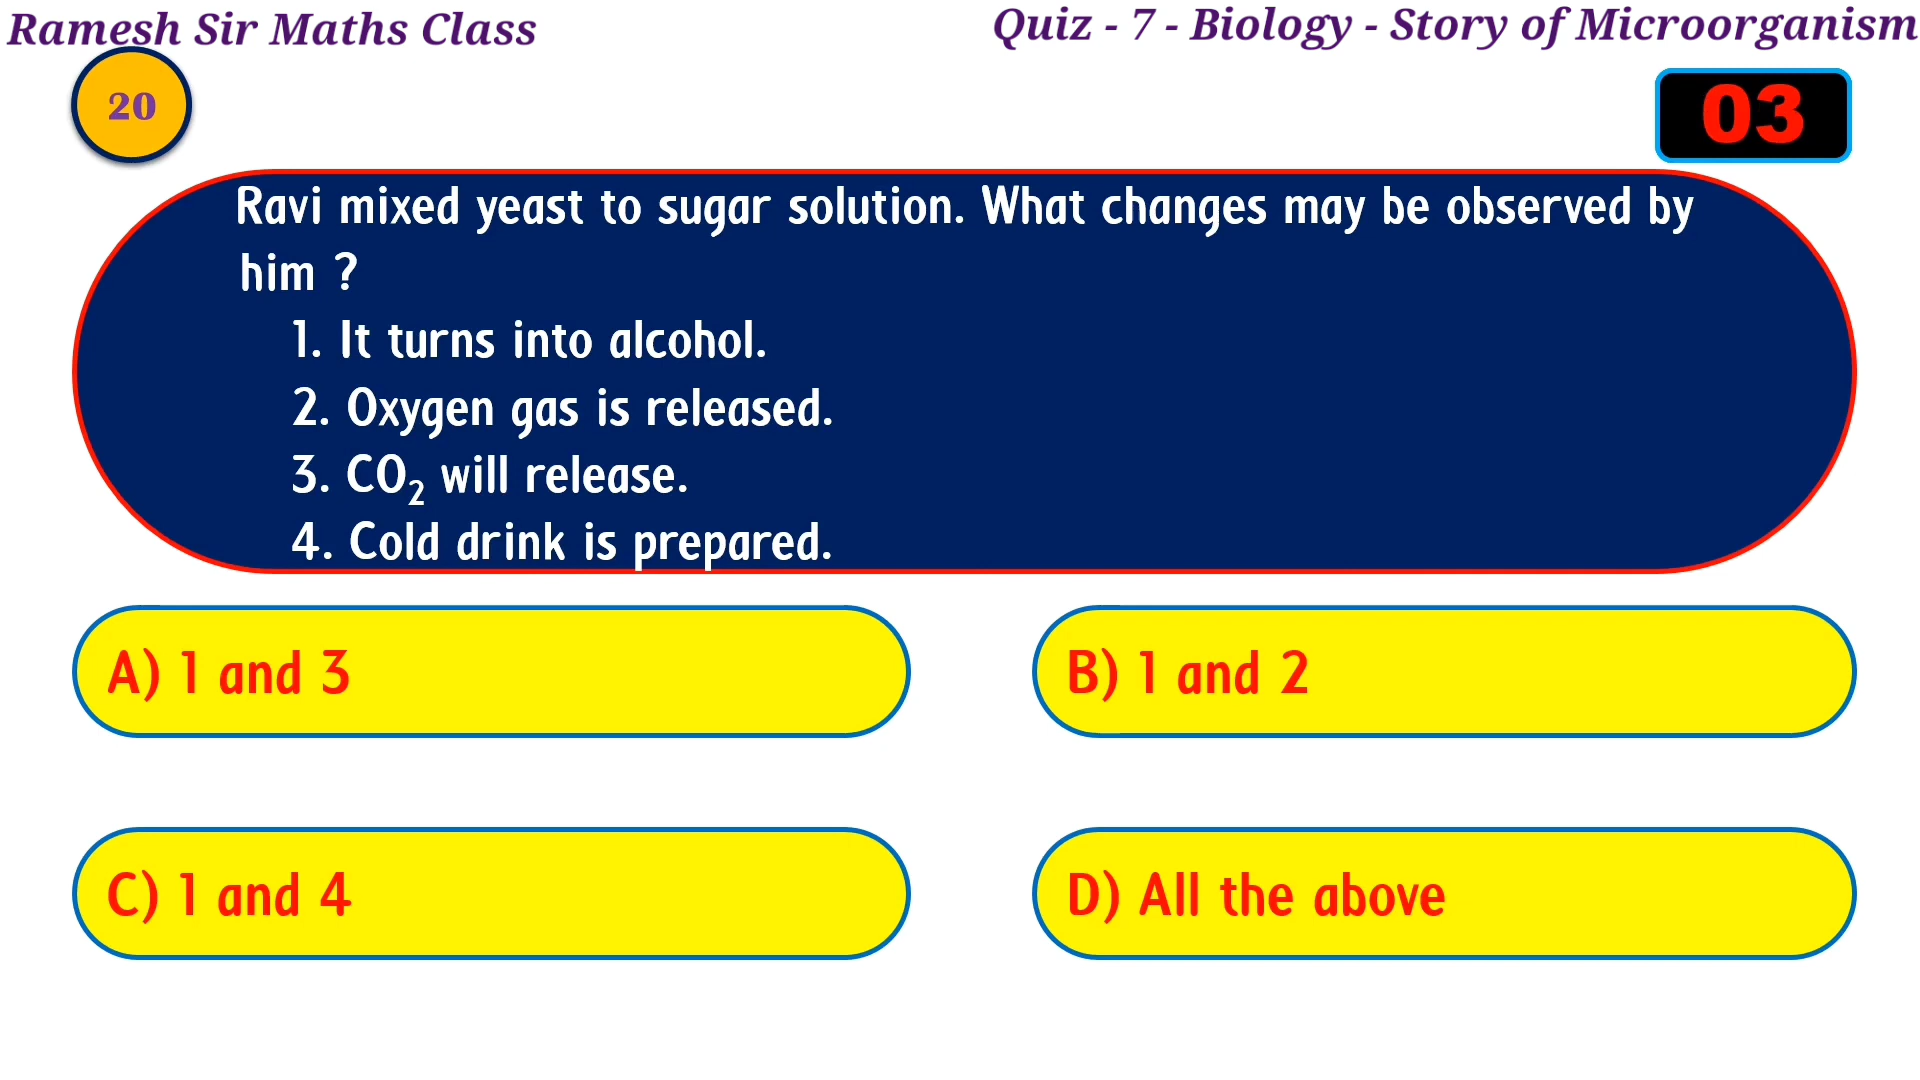 Ramesh Sir Maths Class
Quiz - 7 - Biology - Story of Microorganism
20
03
Ravi mixed yeast to sugar solution. What changes may be observed by
him ?
1. It turns into alcohol.
2. Oxygen gas is released.
3. CO₂ will release.
4. Cold drink is prepared.
A) 1 and 3
B) 1 and 2
C) 1 and 4
D) All the above